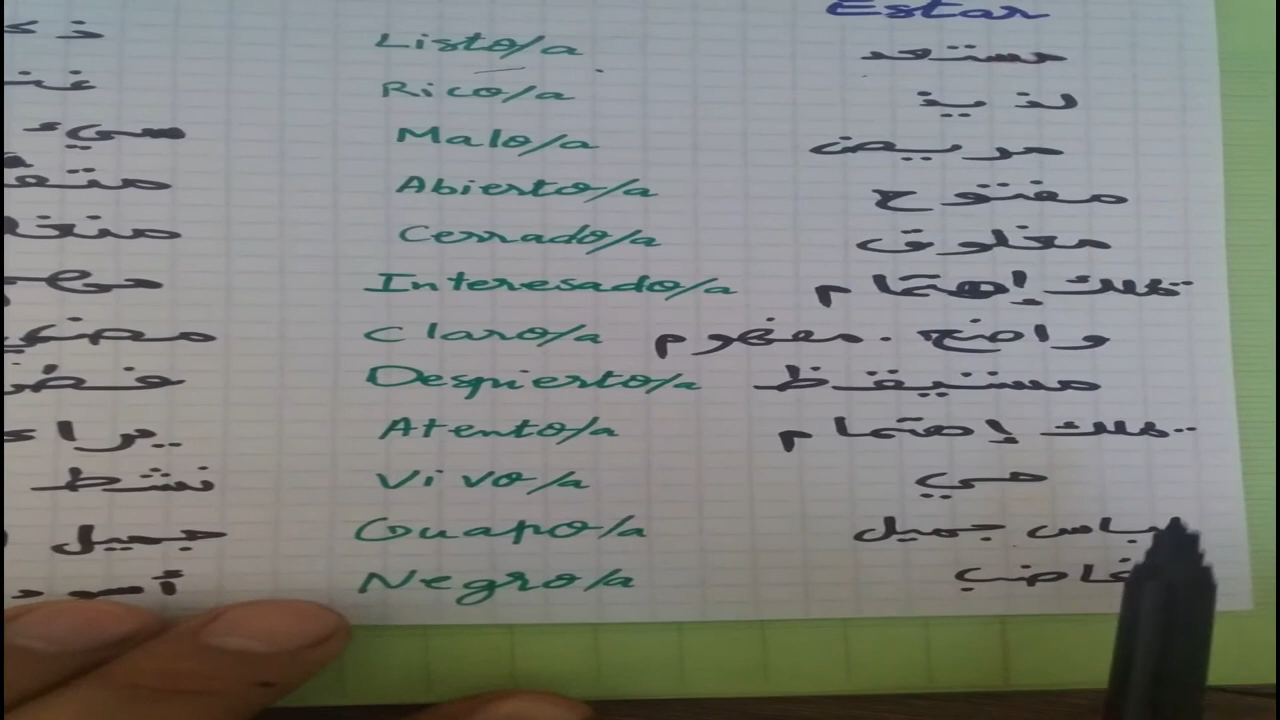 Estar
Listo/a مستعد
Rico/a لذيذ
سيء Malo/a مريض
Abierto/a مفتوح
Cerrado/a مغلوق
Interesado/a تملك إهتمام
Claro/a واضح . مفهوم
Despierto/a مستيقظ
Atento/a تملك إهتمام
نشط Vivo/a حي
جميل Guapo/a لباس جميل
Negro/a غاضب